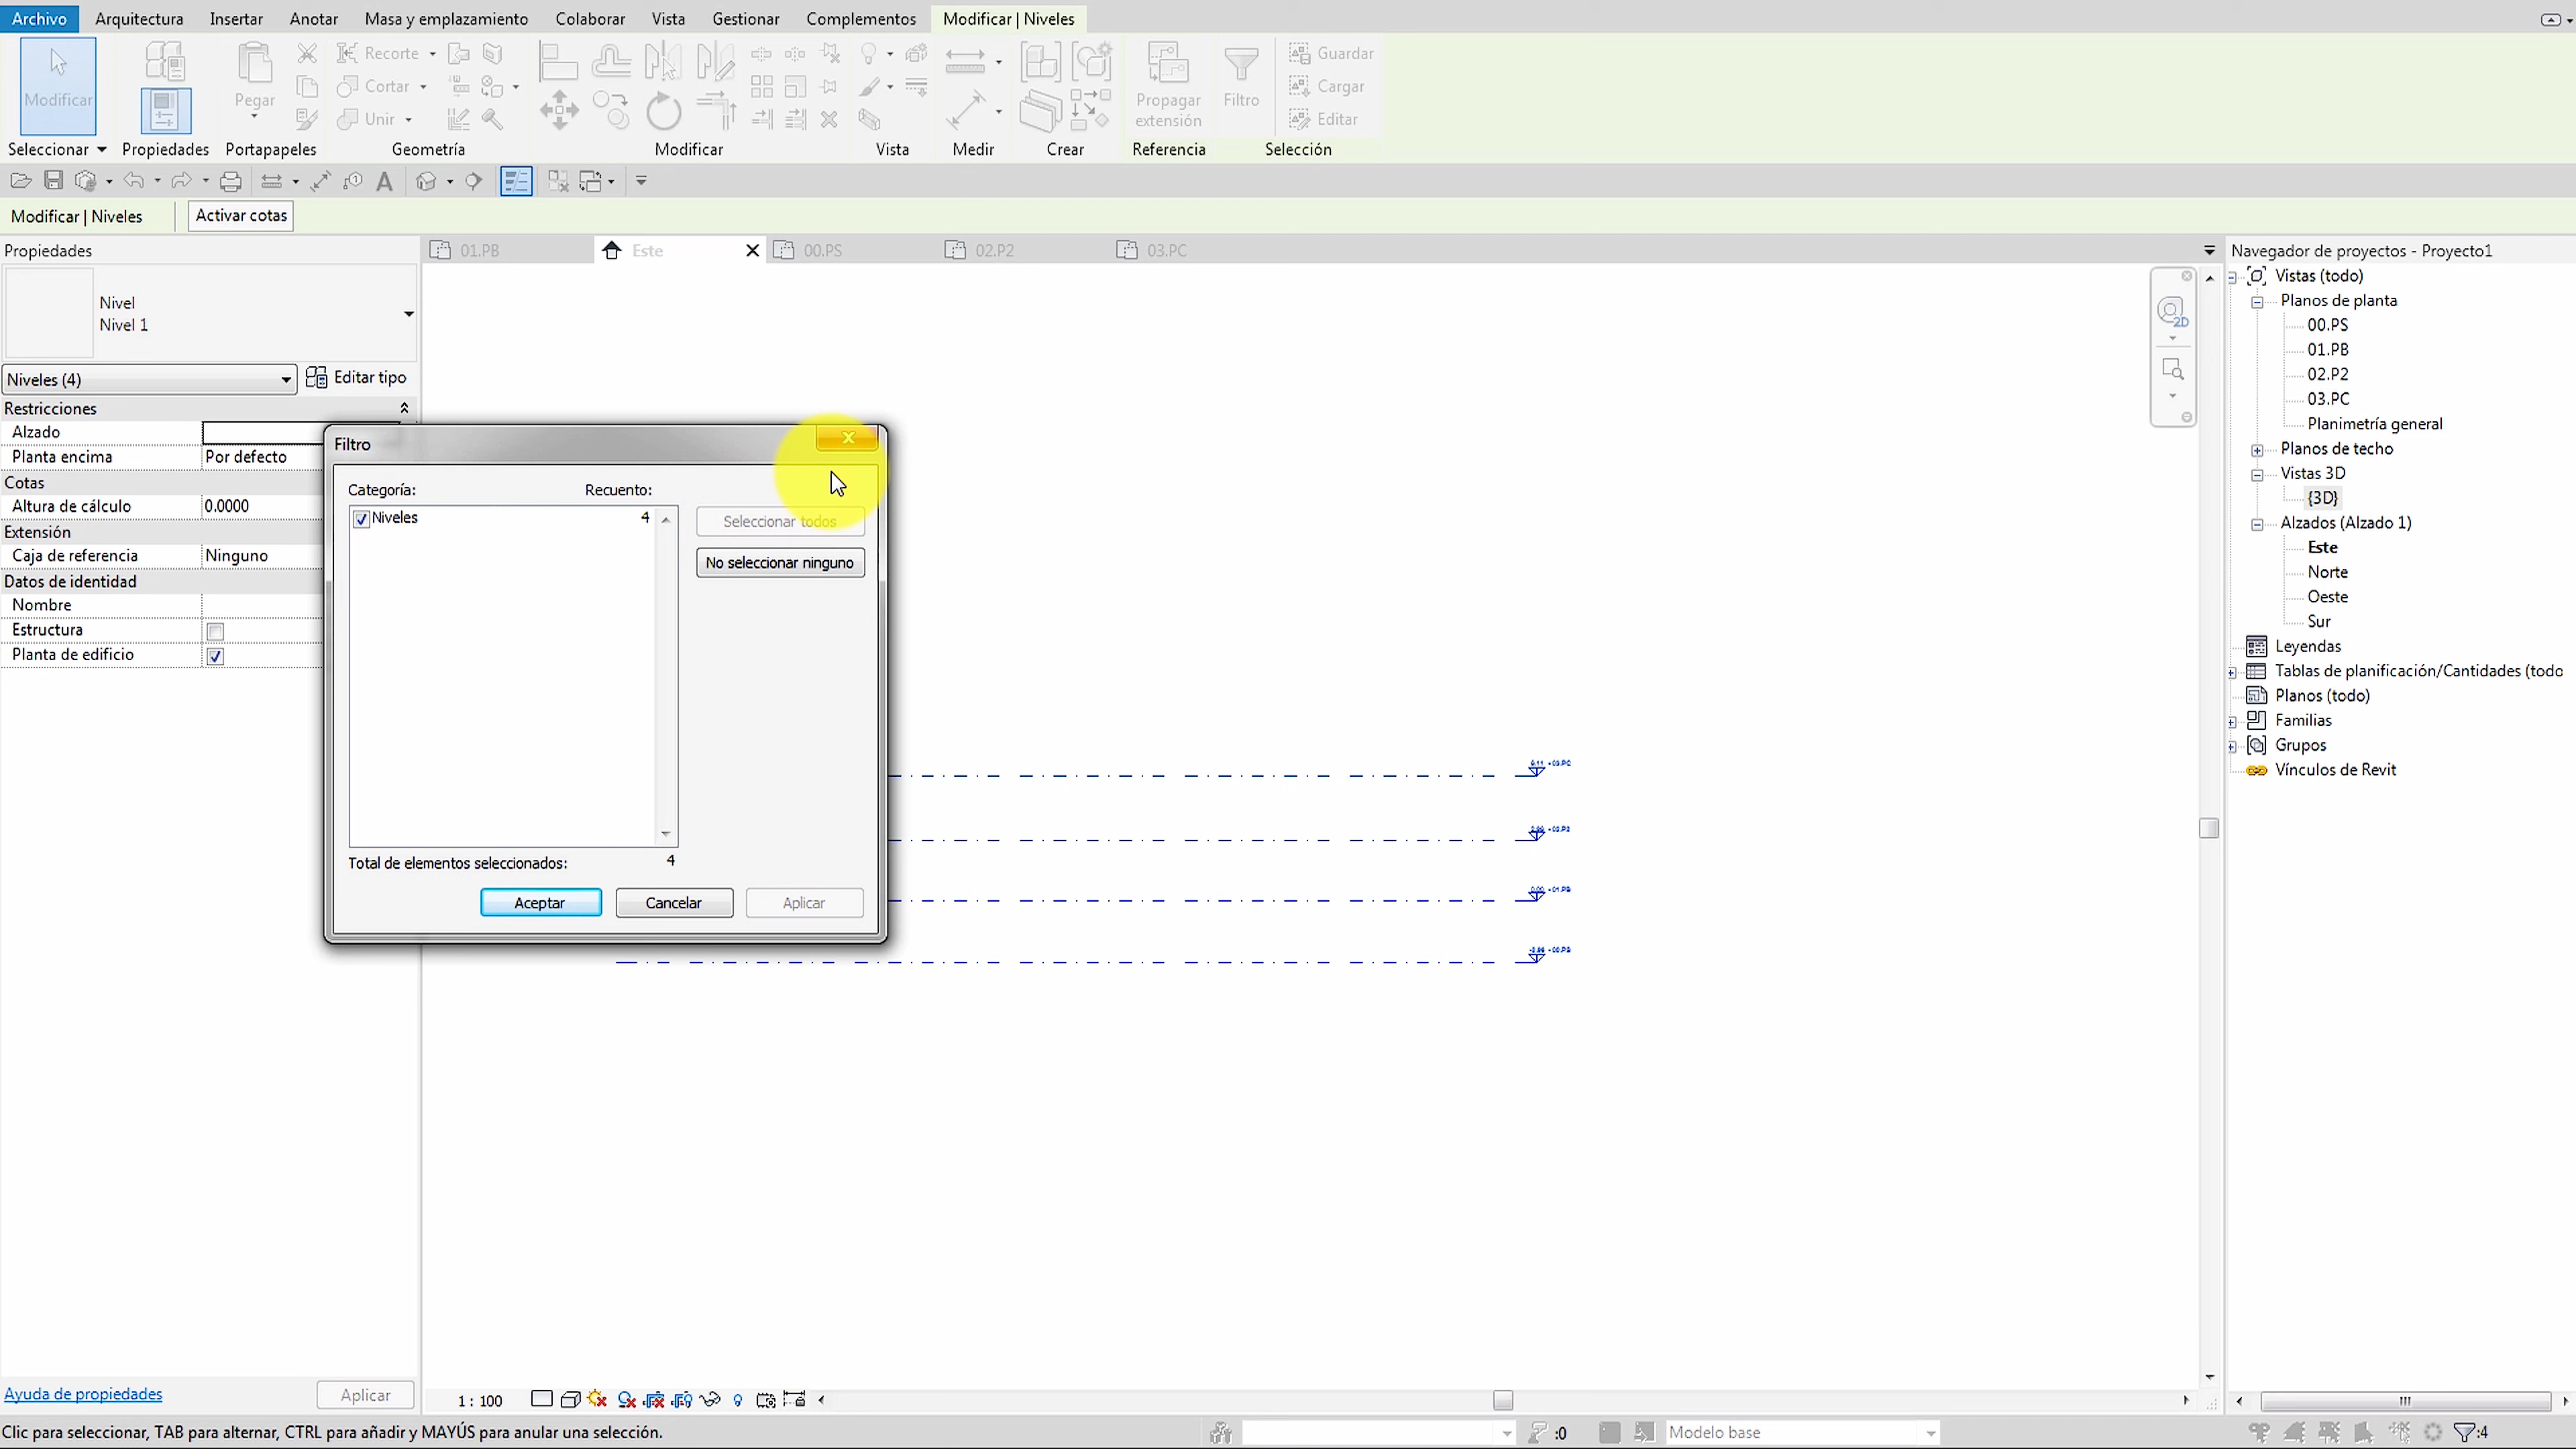 Archivo Arquitectura Insertar Anotar Masa y emplazamiento Colaborar Vista Gestionar Complementos Modificar | Niveles
Modificar
Pegar
Recorte
Cortar
Unir
Propagar
extensión
Filtro
Guardar
Cargar
Editar
Seleccionar Propiedades Portapapeles Geometría Modificar Vista Medir Crear Referencia Selección
Modificar | Niveles Activar cotas
Propiedades
01.PB Este 00.PS 02.P2 03.PC
Nivel
Nivel 1
Niveles (4) Editar tipo
Restricciones
Alzado
Planta encima Por defecto
Cotas
Altura de cálculo 0.0000
Extensión
Caja de referencia Ninguno
Datos de identidad
Nombre
Estructura
Planta de edificio
Ayuda de propiedades Aplicar
Filtro
Categoría: Recuento:
Niveles 4
Seleccionar todos
No seleccionar ninguno
Total de elementos seleccionados: 4
Aceptar Cancelar Aplicar
2D
Navegador de proyectos - Proyecto1
Vistas (todo)
Planos de planta
00.PS
01.PB
02.P2
03.PC
Planimetría general
Planos de techo
Vistas 3D
{3D}
Alzados (Alzado 1)
Este
Norte
Oeste
Sur
Leyendas
Tablas de planificación/Cantidades (todo
Planos (todo)
Familias
Grupos
Vínculos de Revit
1 : 100
Clic para seleccionar, TAB para alternar, CTRL para añadir y MAYÚS para anular una selección.
:0
Modelo base
:4